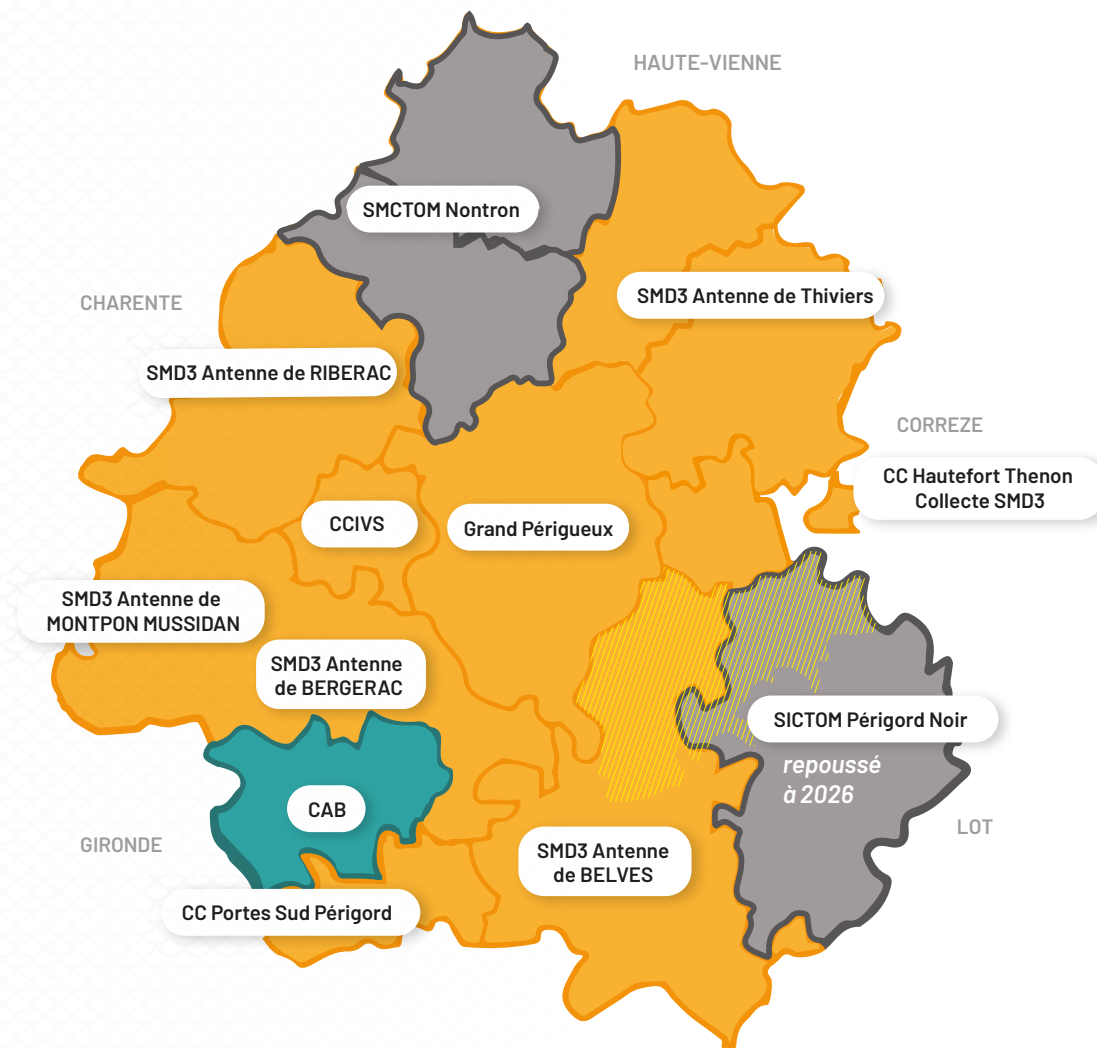 HAUTE-VIENNE
SMCTOM Nontron
CHARENTE
SMD3 Antenne de Thiviers
SMD3 Antenne de RIBERAC
CORREZE
CC Hautefort Thenon
Collecte SMD3
CCIVS
Grand Périgueux
SMD3 Antenne de
MONTPON MUSSIDAN
SMD3 Antenne
de BERGERAC
SICTOM Périgord Noir
repoussé
à 2026
CAB
LOT
GIRONDE
SMD3 Antenne
de BELVES
CC Portes Sud Périgord